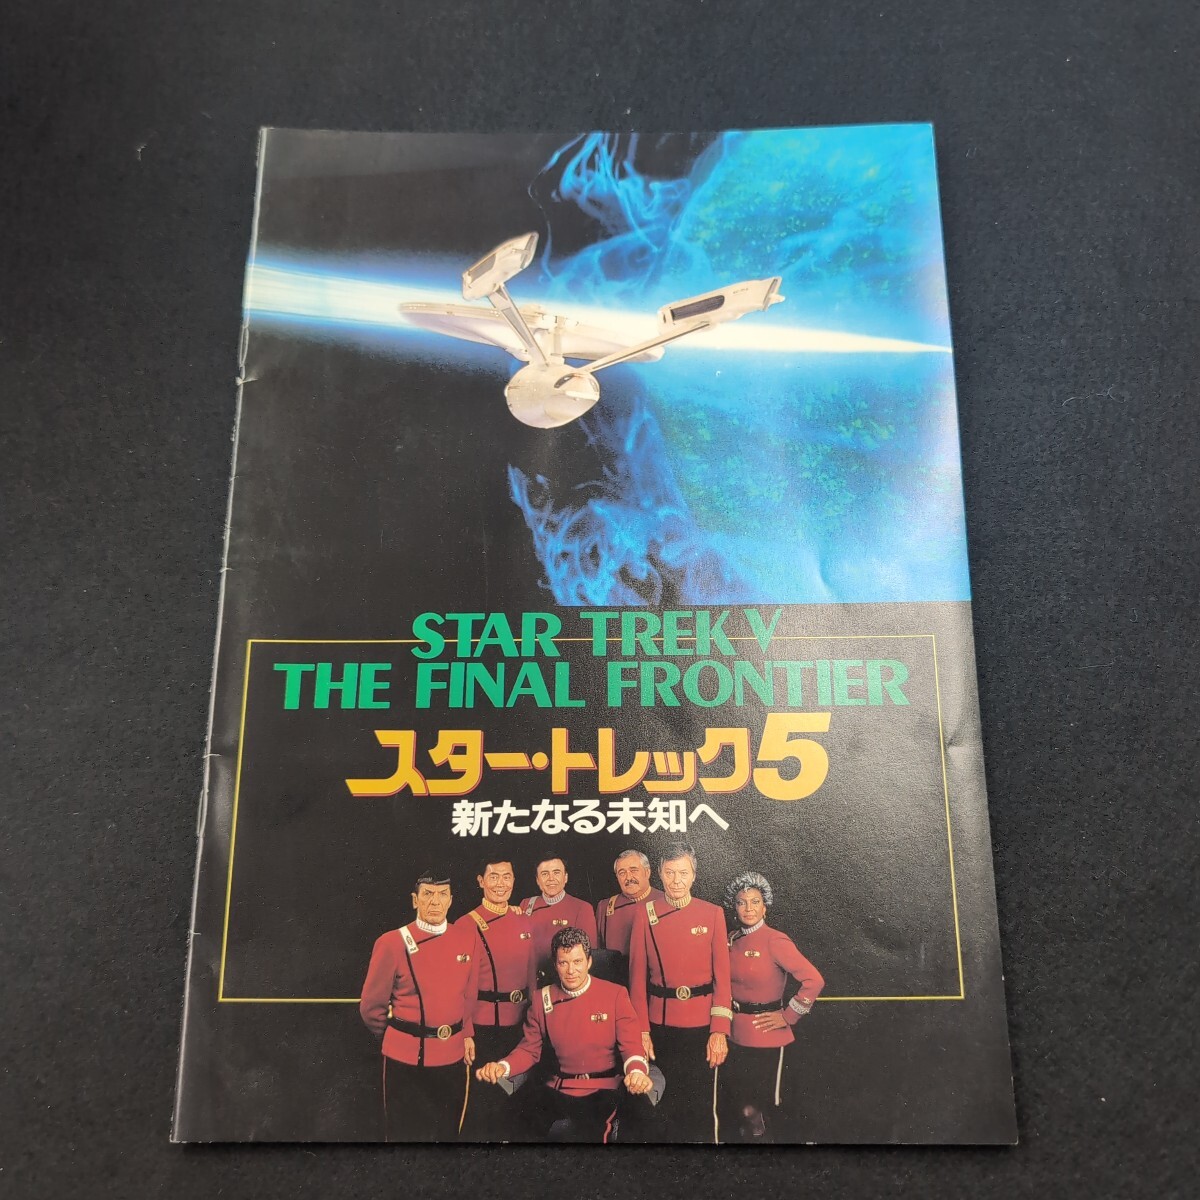 STAR TREK V
THE FINAL FRONTIER
スター・トレック5
新たなる未知へ